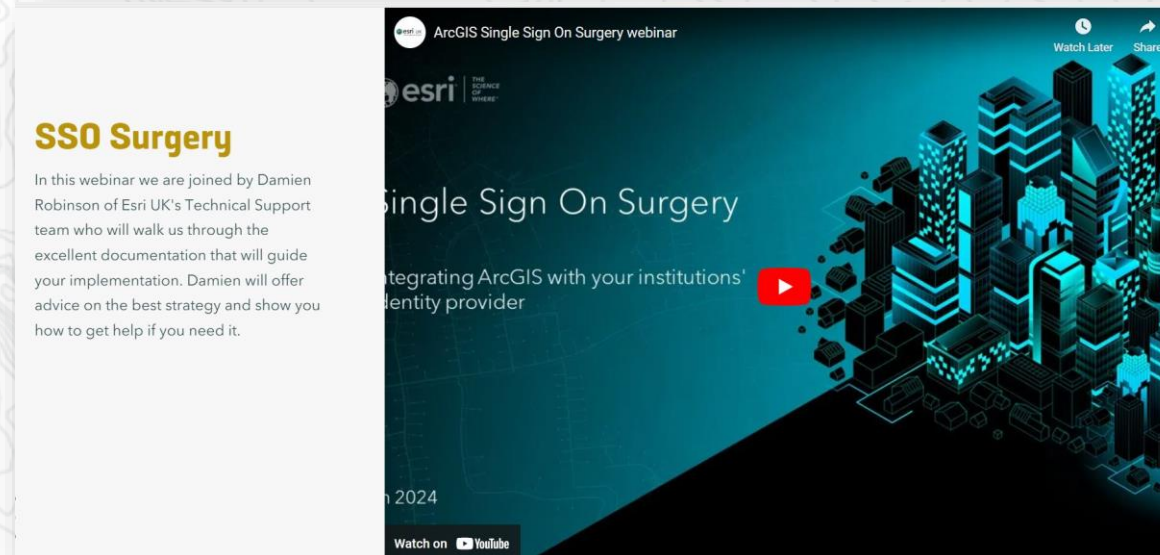 SSO Surgery
In this webinar we are joined by Damien
Robinson of Esri UK's Technical Support
team who will walk us through the
excellent documentation that will guide
your implementation. Damien will offer
advice on the best strategy and show you
how to get help if you need it.
esri UK
ArcGIS Single Sign On Surgery webinar
Watch Later
Share
esri
THE
SCIENCE
OF
WHERE
ingle Sign On Surgery
ntegrating ArcGIS with your institutions'
dentity provider
2024
Watch on YouTube